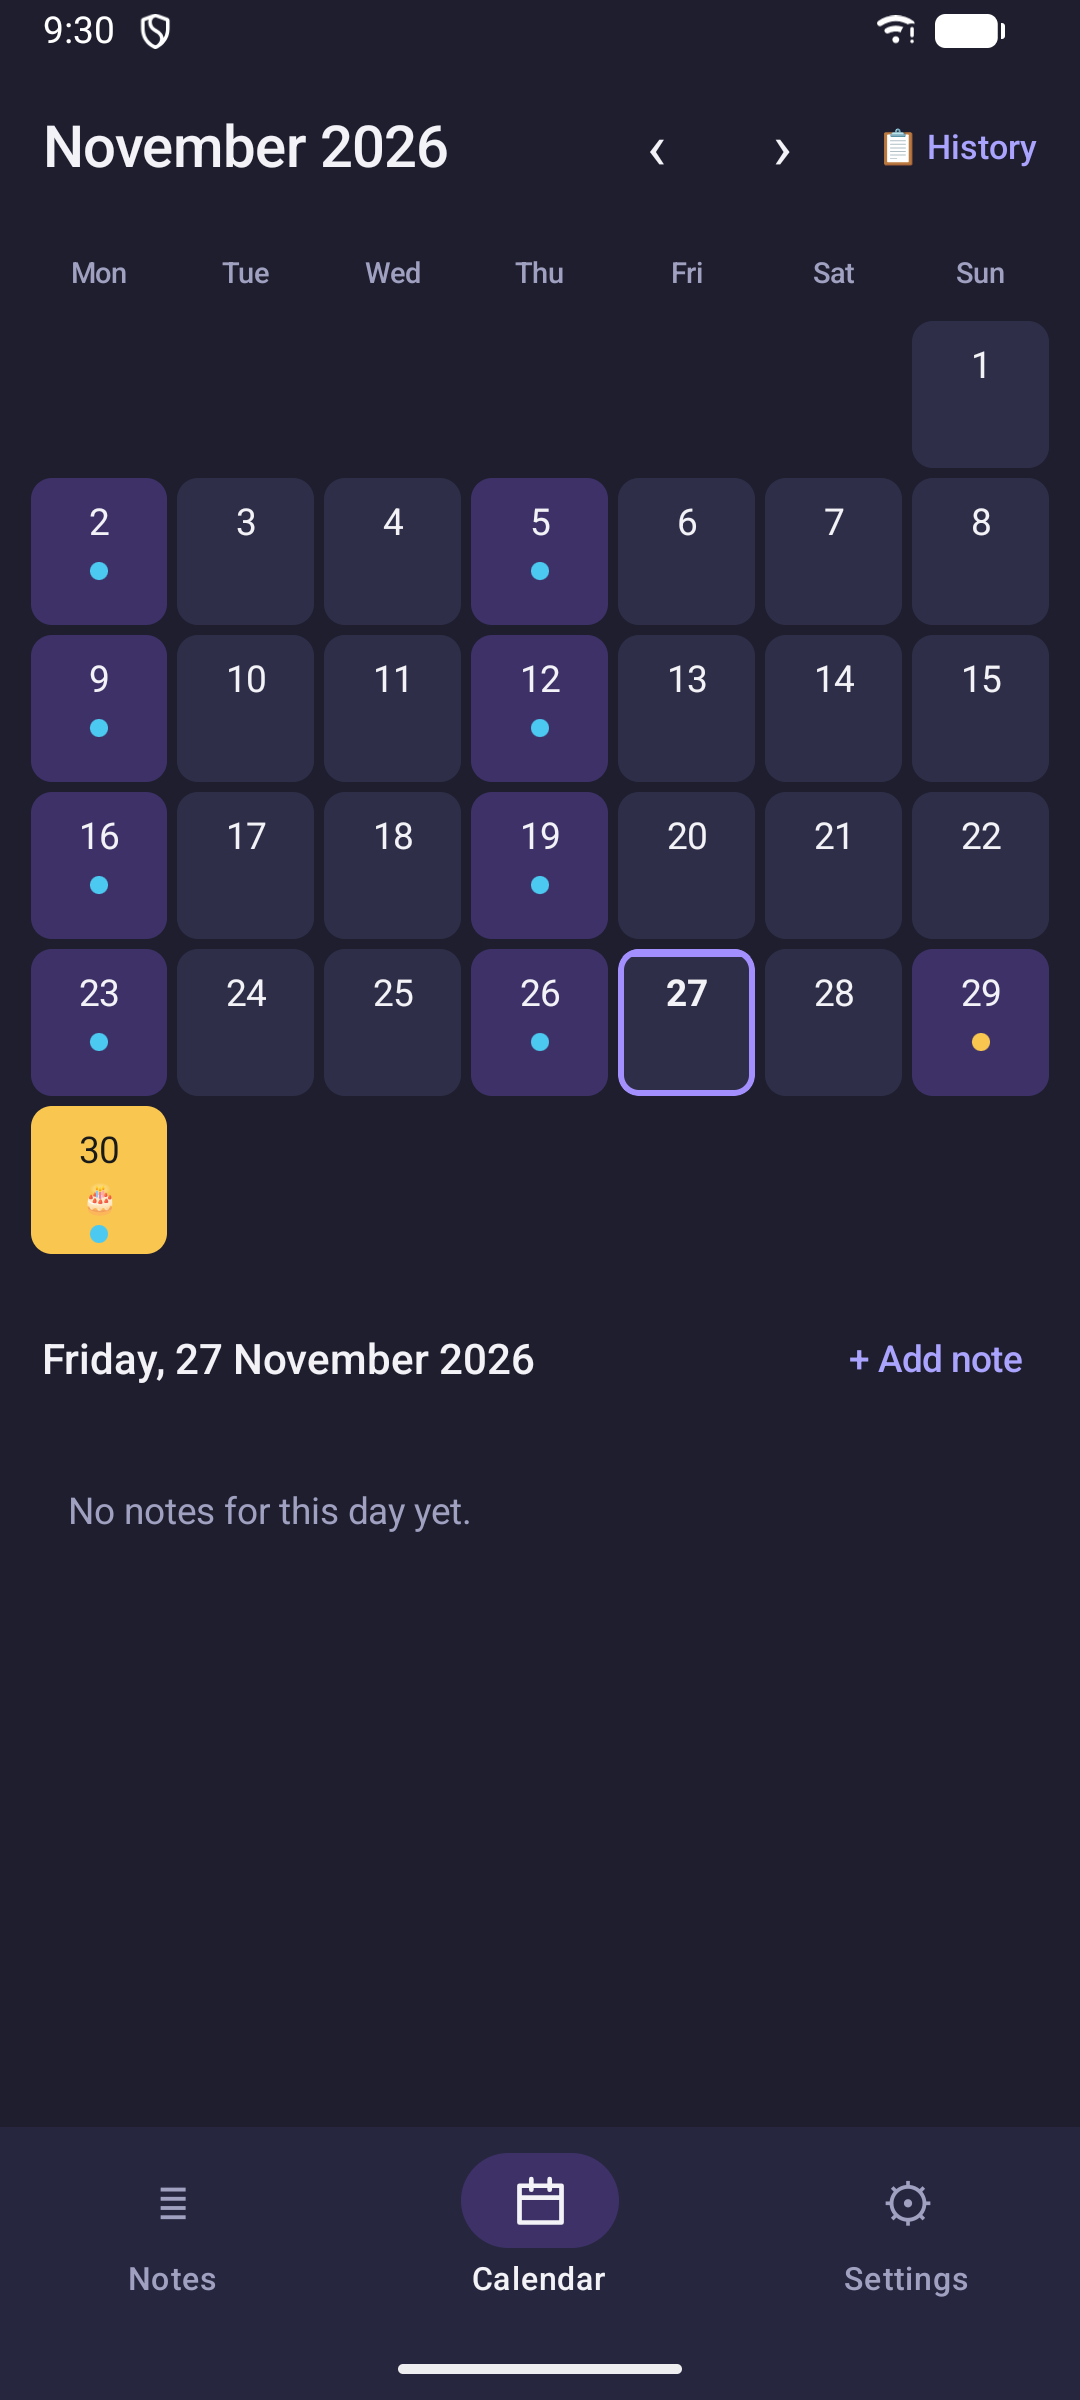 9:30
November 2026 ‹ › 📋 History
Mon Tue Wed Thu Fri Sat Sun
1
2 3 4 5 6 7 8
9 10 11 12 13 14 15
16 17 18 19 20 21 22
23 24 25 26 27 28 29
30
Friday, 27 November 2026 + Add note
No notes for this day yet.
Notes Calendar Settings